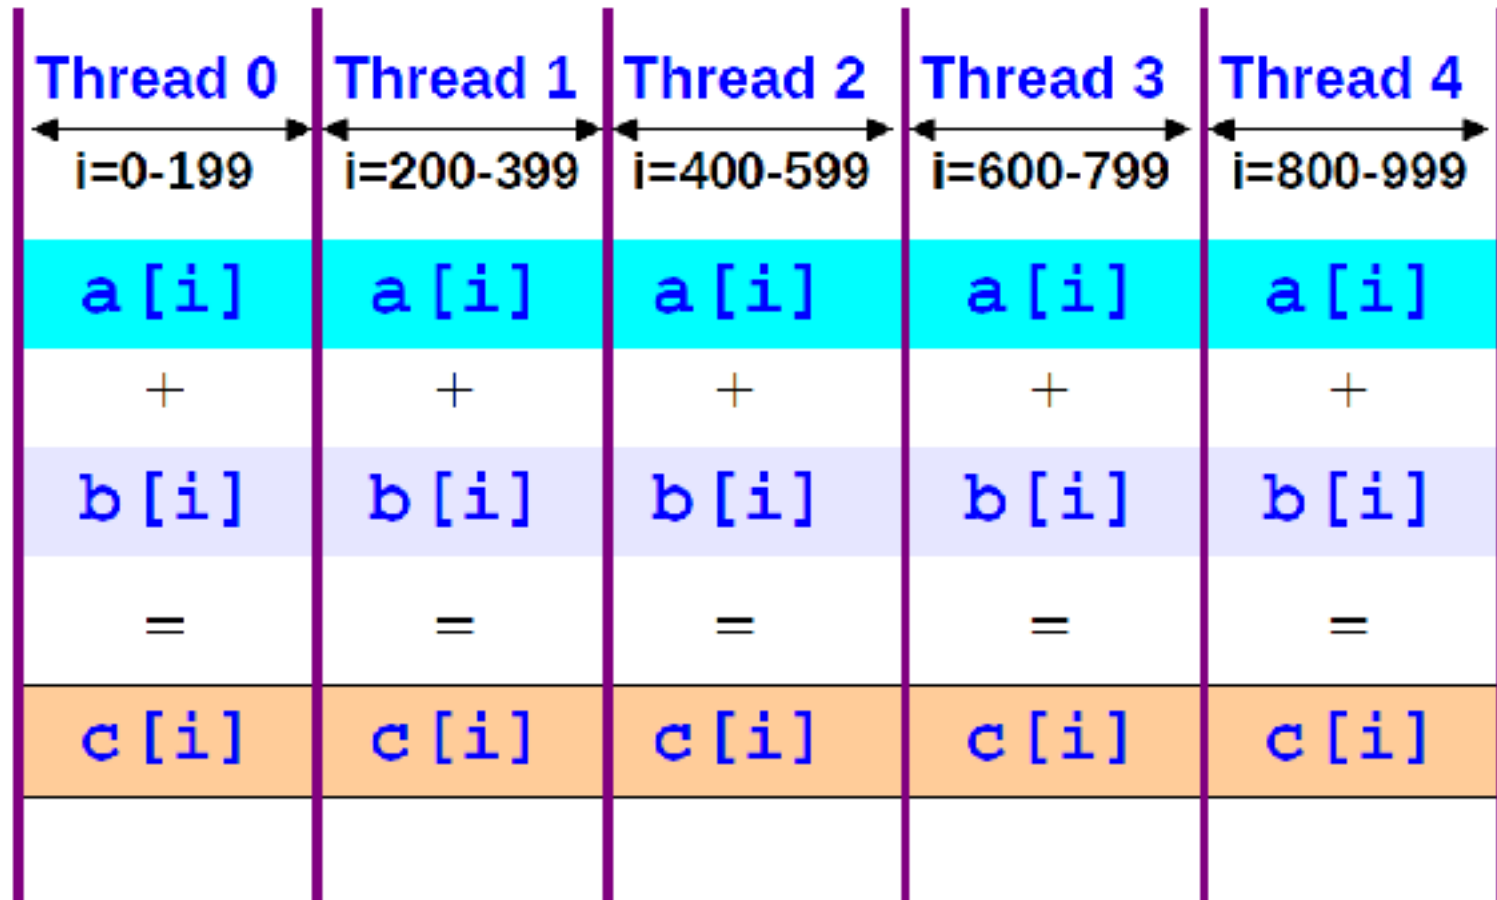 Thread 0 Thread 1 Thread 2 Thread 3 Thread 4
i=0-199 i=200-399 i=400-599 i=600-799 i=800-999
a[i] a[i] a[i] a[i] a[i]
+ + + + +
b[i] b[i] b[i] b[i] b[i]
= = = = =
c[i] c[i] c[i] c[i] c[i]